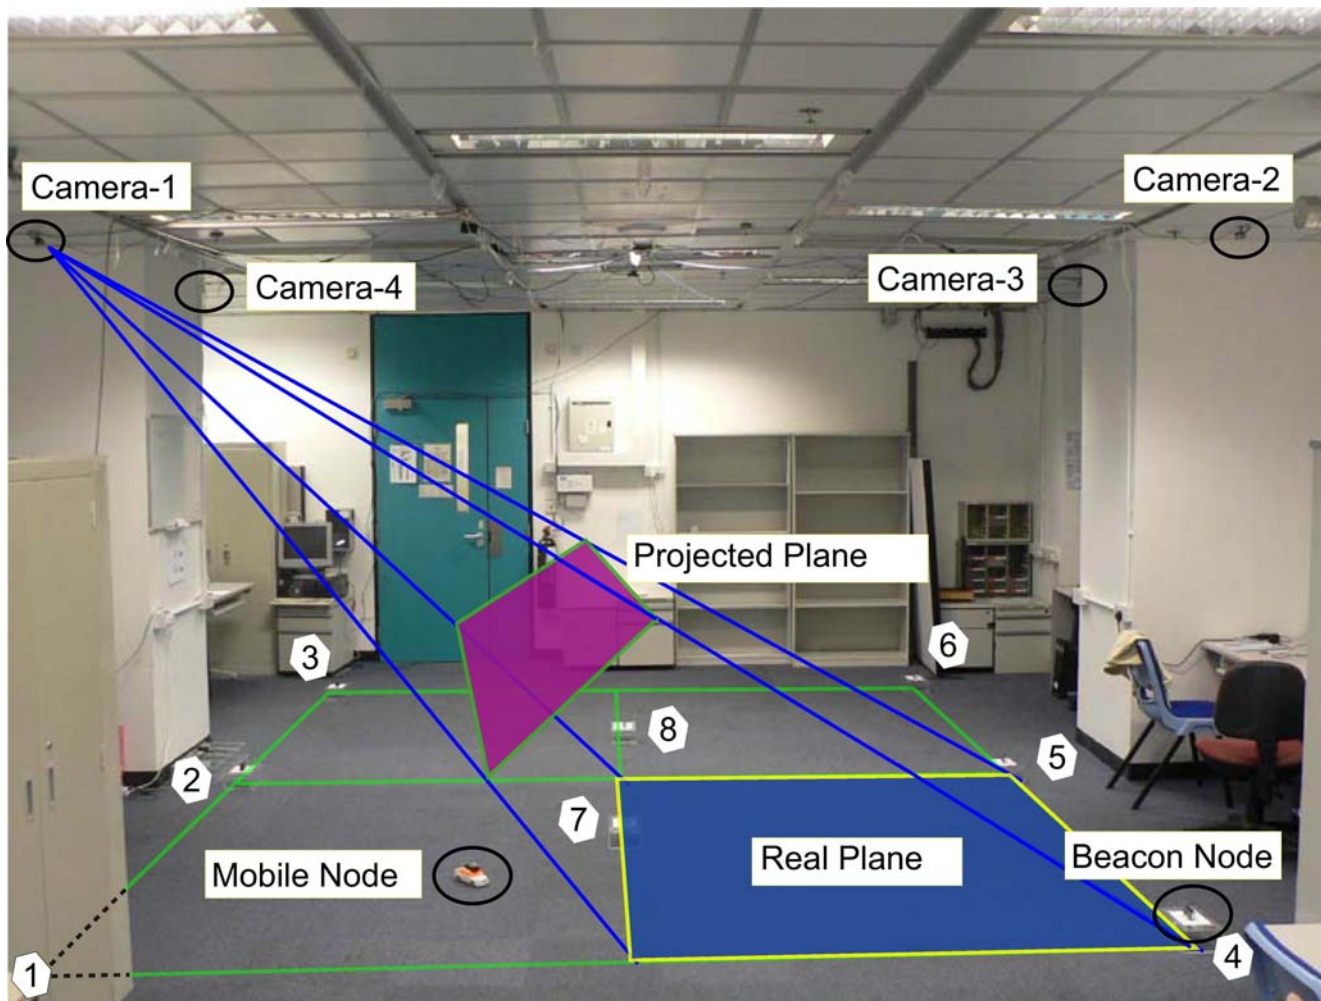 Camera-1
Camera-2
Camera-4
Camera-3
Projected Plane
3
6
8
2
5
7
Mobile Node
Real Plane
Beacon Node
1
4